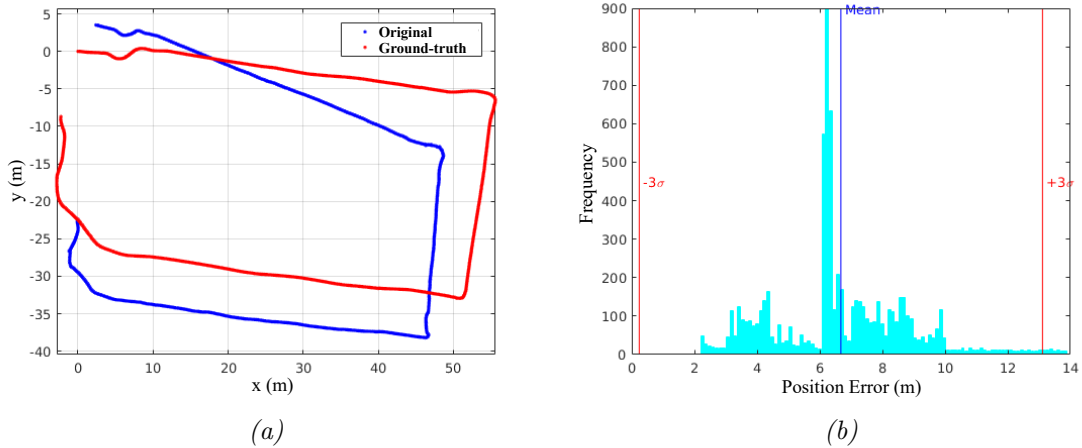 5
0
-5
-10
-15
-20
-25
-30
-35
-40
y (m)
Original
Ground-truth
0 10 20 30 40 50
x (m)
(a)
900
800
700
600
500
400
300
200
100
0
Frequency
Mean
-3σ
+3σ
0 2 4 6 8 10 12 14
Position Error (m)
(b)